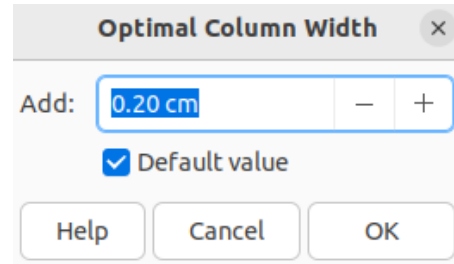 Optimal Column Width
Add: 0.20 cm
Default value
Help Cancel OK